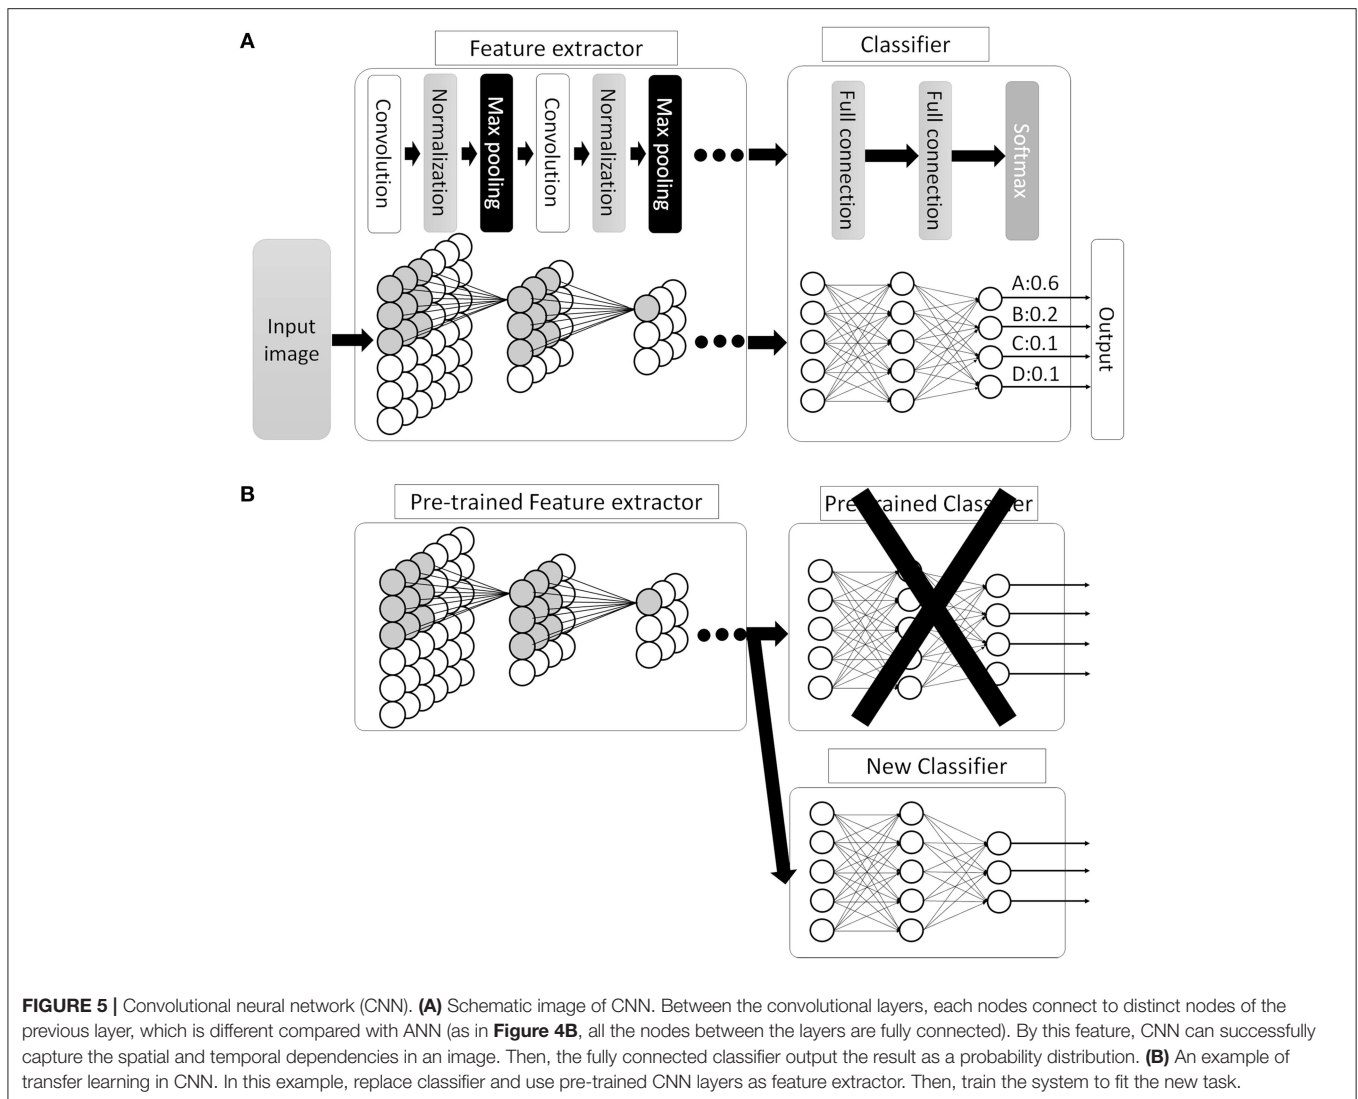 A
Feature extractor
Classifier
Convolution
Normalization
Max pooling
Convolution
Normalization
Max pooling
Full connection
Full connection
Softmax
Input
image
A:0.6
B:0.2
C:0.1
D:0.1
Output
B
Pre-trained Feature extractor
Pre-trained Classifier
New Classifier
FIGURE 5 | Convolutional neural network (CNN). (A) Schematic image of CNN. Between the convolutional layers, each nodes connect to distinct nodes of the
previous layer, which is different compared with ANN (as in Figure 4B, all the nodes between the layers are fully connected). By this feature, CNN can successfully
capture the spatial and temporal dependencies in an image. Then, the fully connected classifier output the result as a probability distribution. (B) An example of
transfer learning in CNN. In this example, replace classifier and use pre-trained CNN layers as feature extractor. Then, train the system to fit the new task.